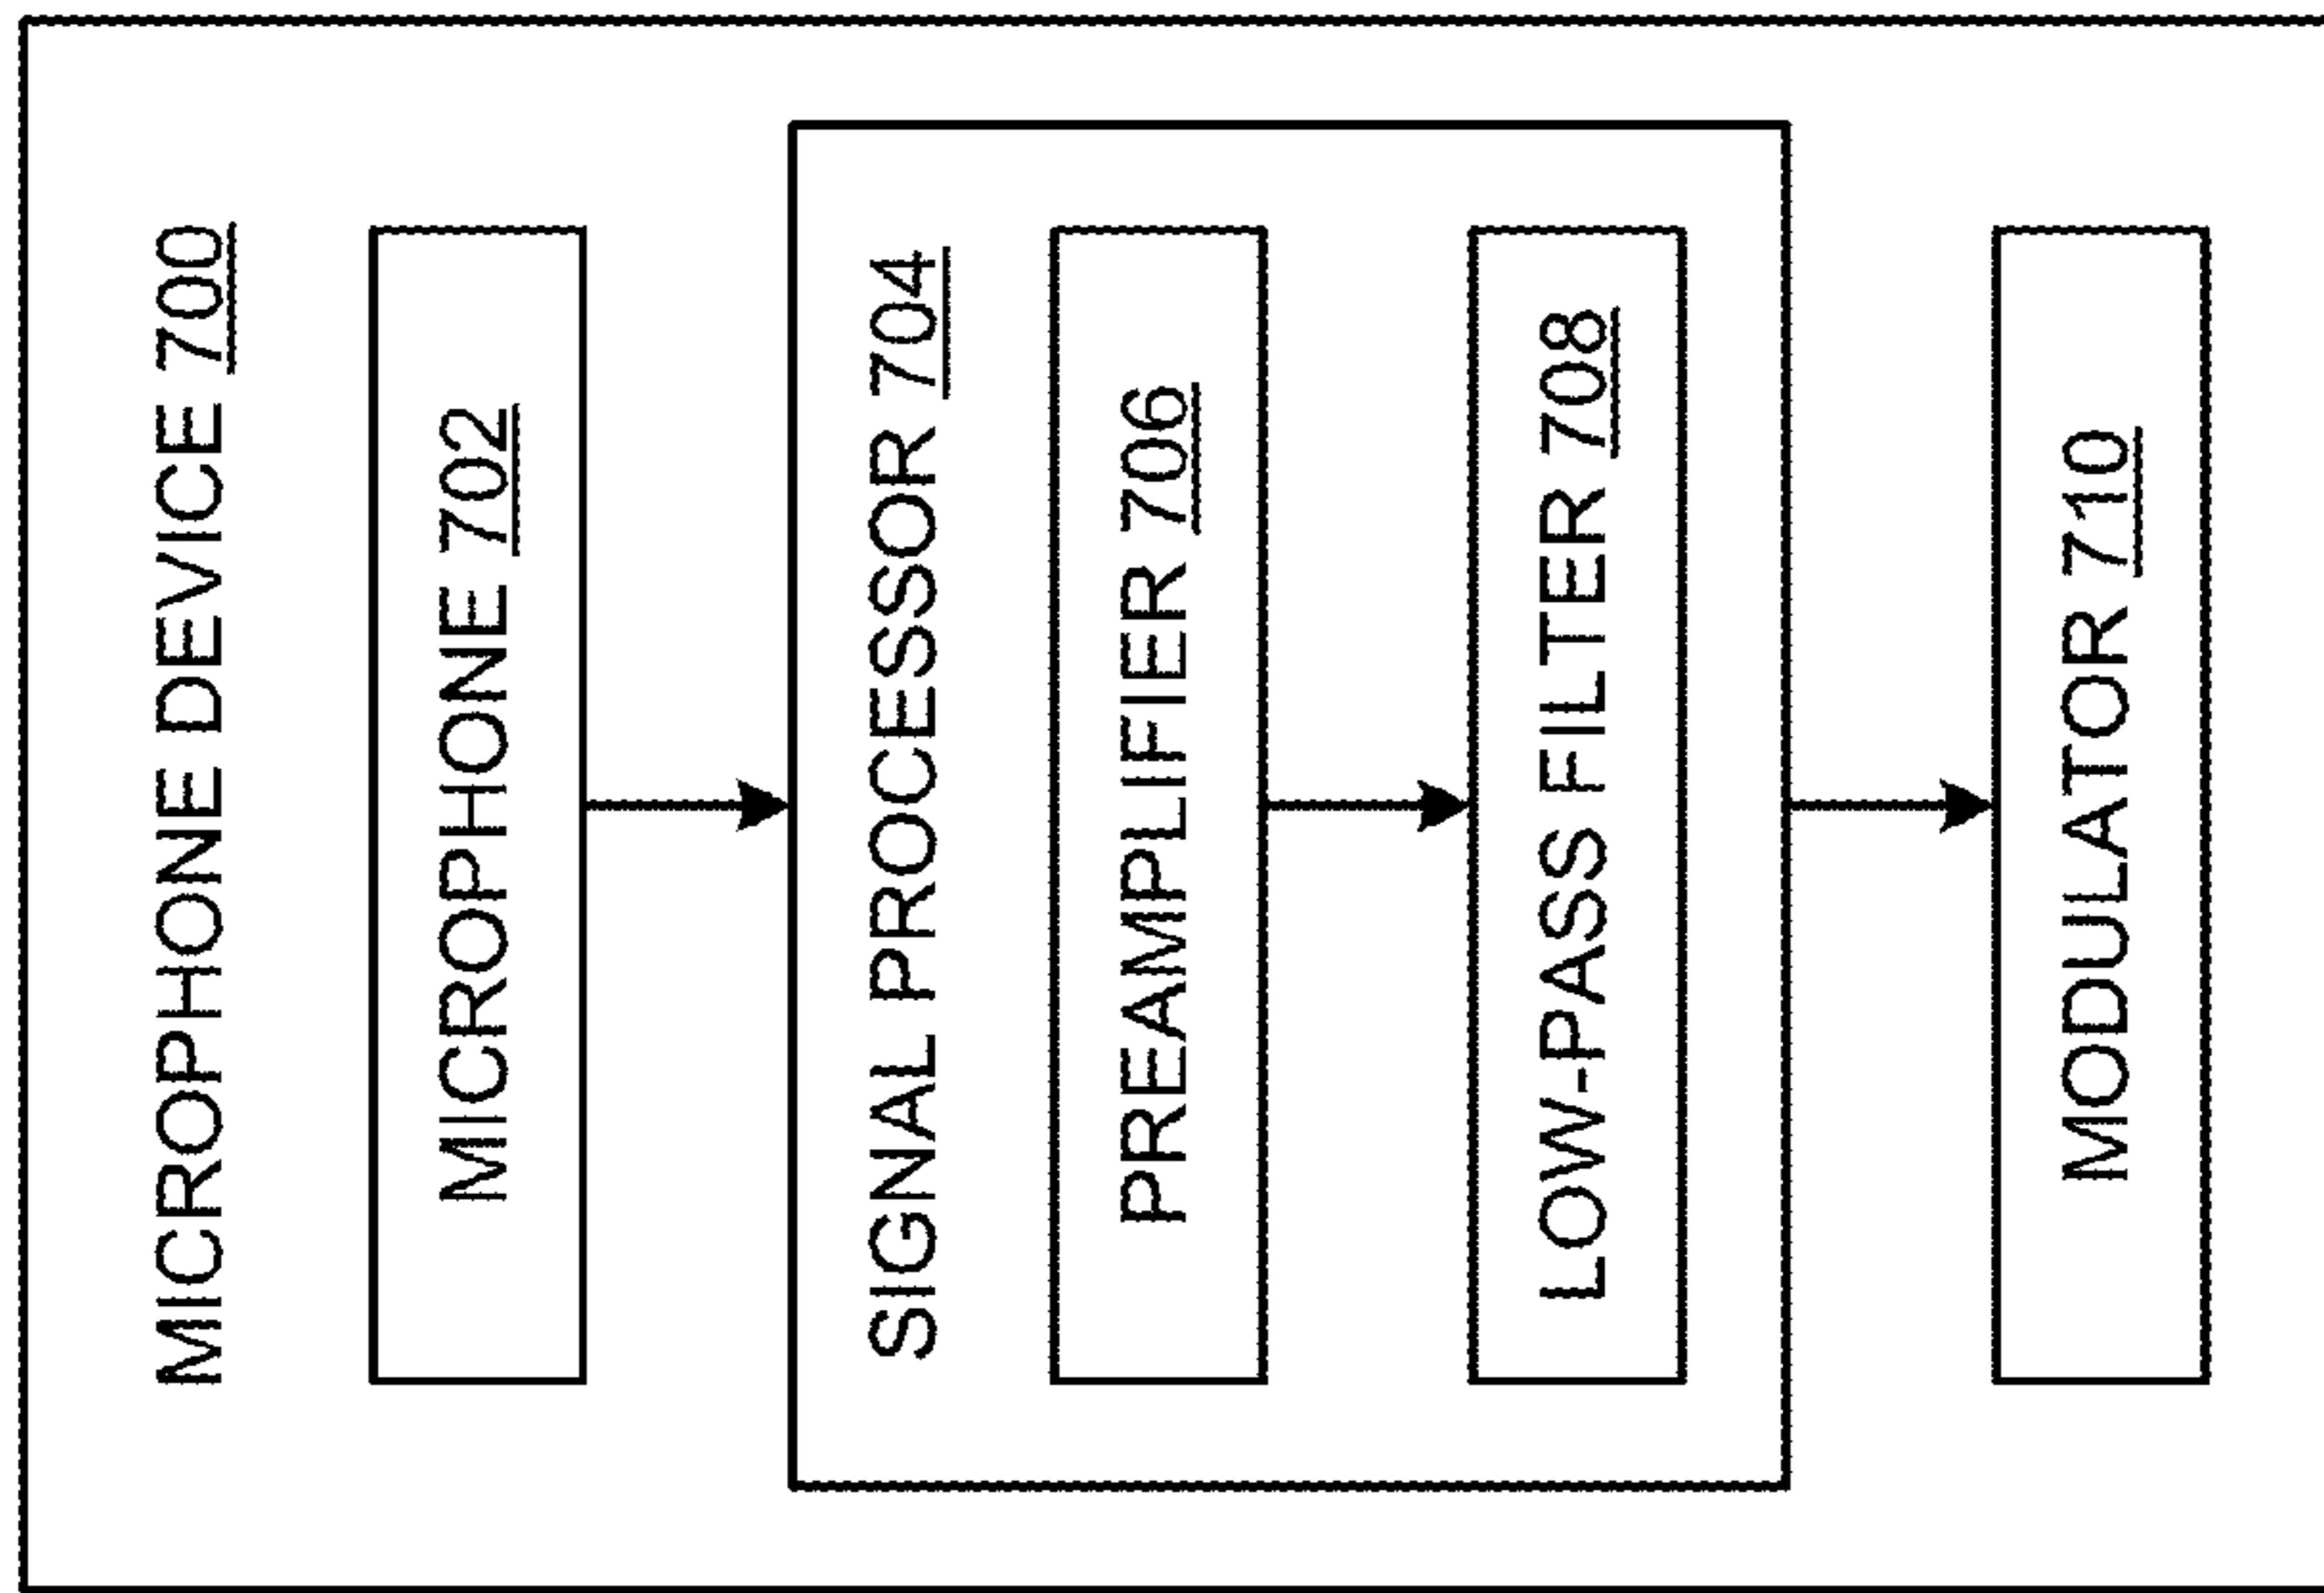 MICROPHONE DEVICE 700
MICROPHONE 702
SIGNAL PROCESSOR 704
PREAMPLIFIER 706
LOW-PASS FILTER 708
MODULATOR 710